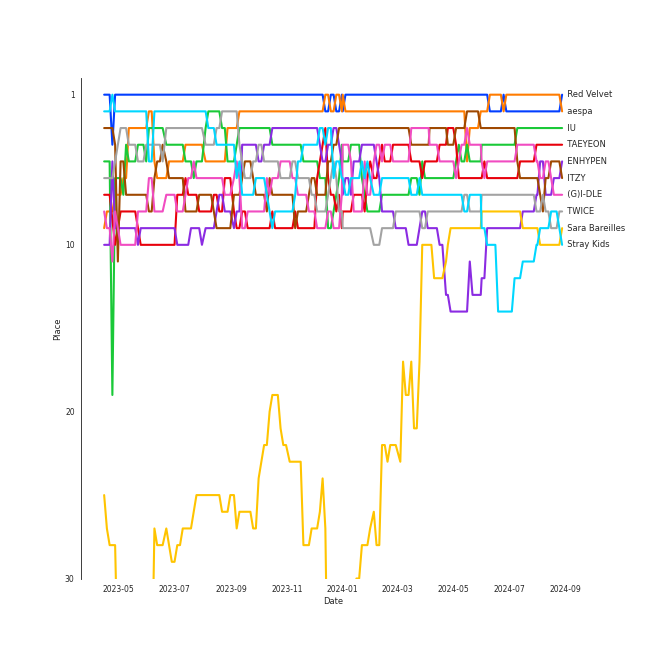 1
Red Velvet
aespa
IU
TAEYEON
ENHYPEN
ITZY
(G)I-DLE
TWICE
Sara Bareilles
10
Stray Kids
Place
20
30
2023-05 2023-07 2023-09 2023-11 2024-01 2024-03 2024-05 2024-07 2024-09
Date